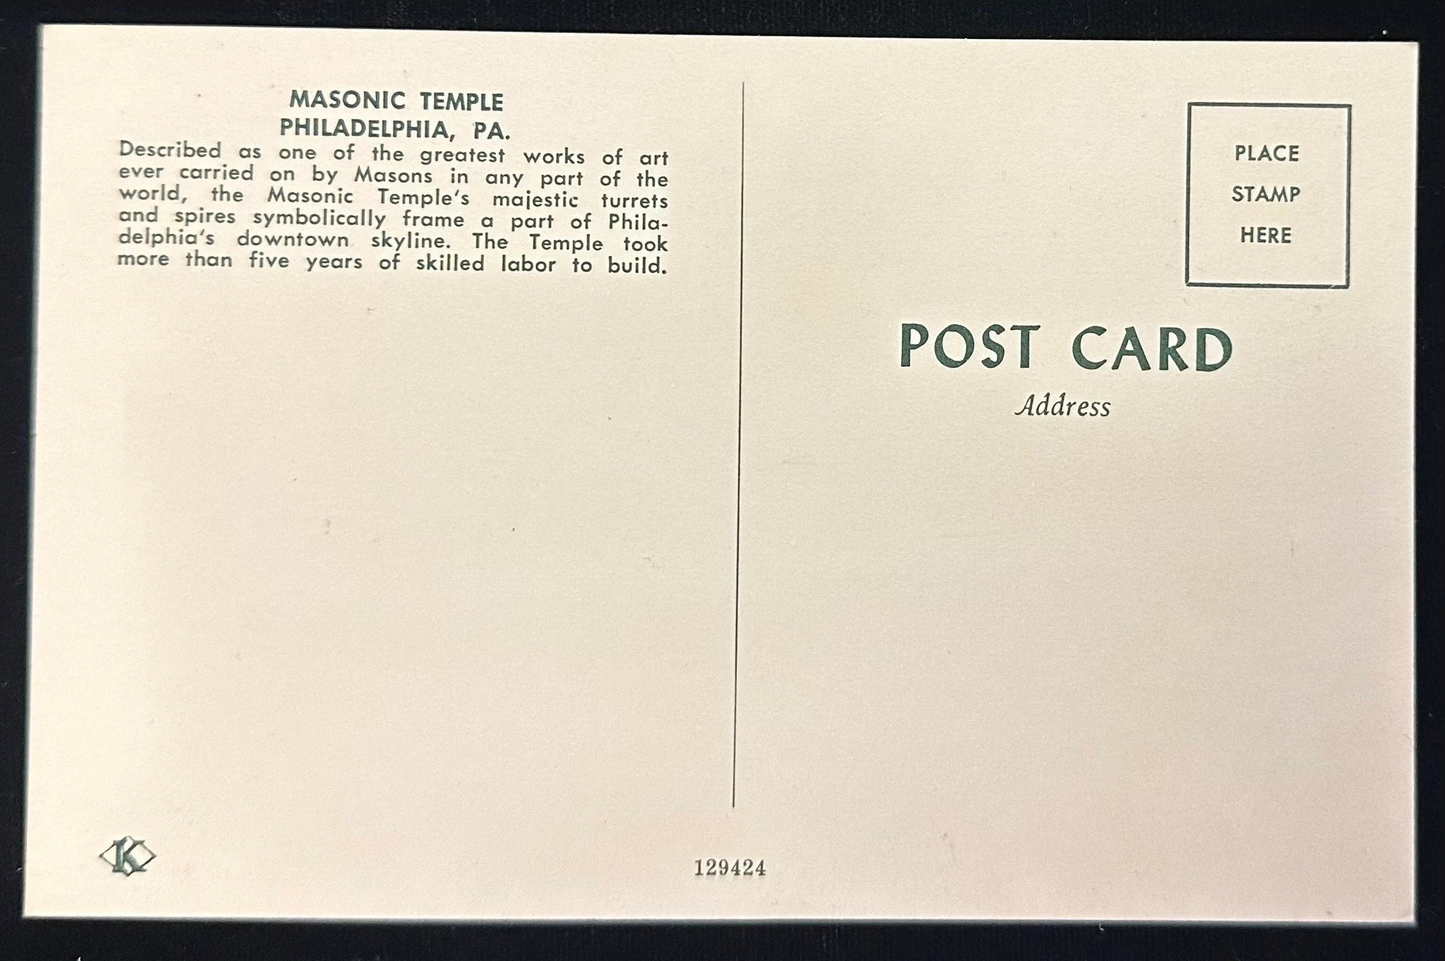 MASONIC TEMPLE
PHILADELPHIA, PA.
Described as one of the greatest works of art
ever carried on by Masons in any part of the
world, the Masonic Temple's majestic turrets
and spires symbolically frame a part of Phila-
delphia's downtown skyline. The Temple took
more than five years of skilled labor to build.
PLACE
STAMP
HERE
POST CARD
Address
K
129424